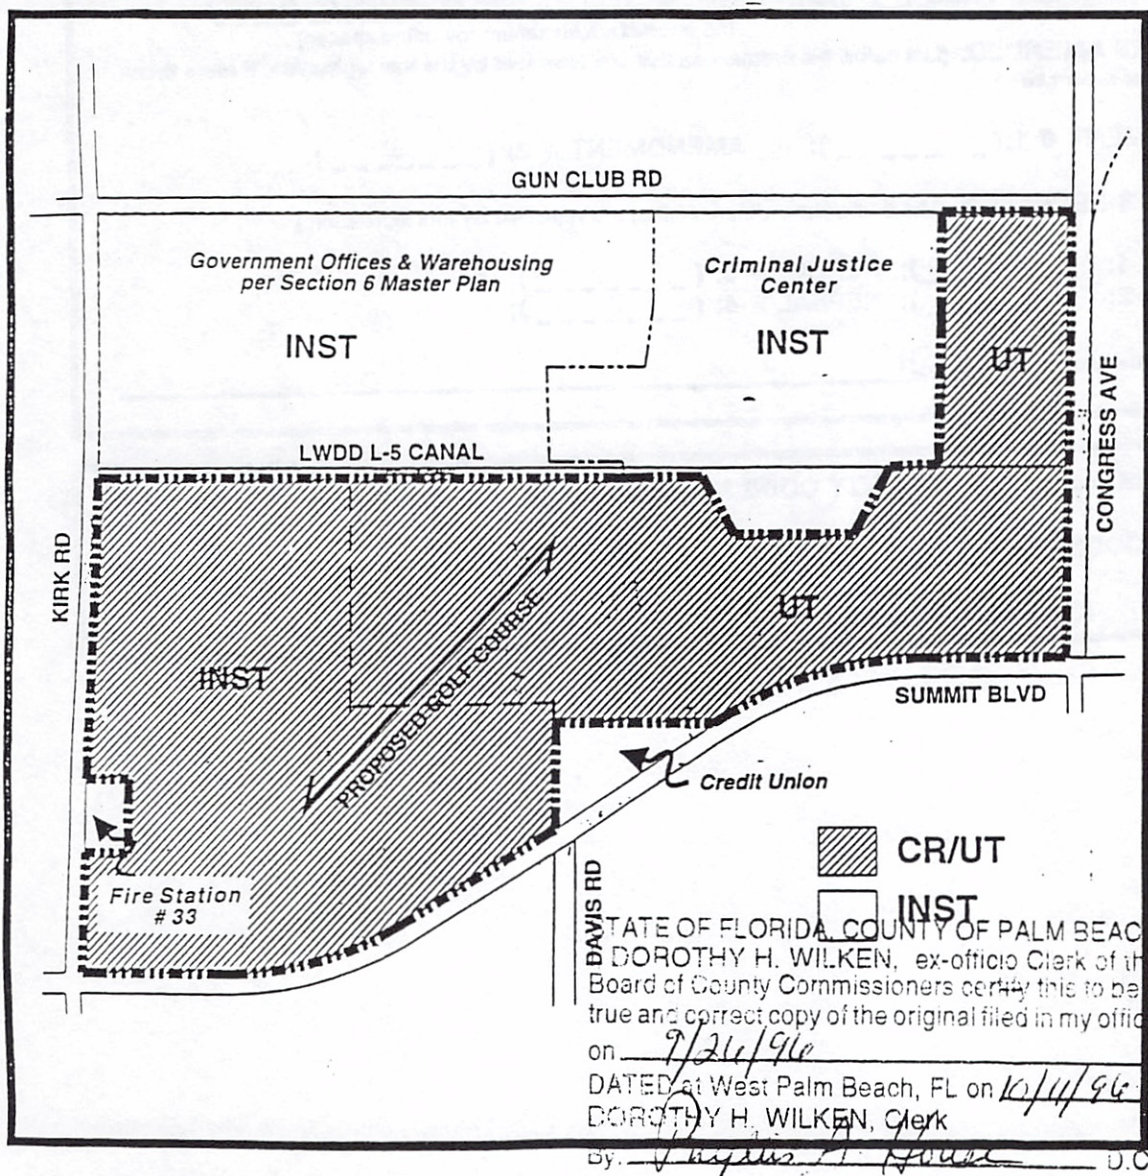 GUN CLUB RD
Government Offices & Warehousing
per Section 6 Master Plan
Criminal Justice
Center
INST
INST
UT
LWDD L-5 CANAL
CONGRESS AVE
KIRK RD
INST
PROPOSED GOLF COURSE
UT
SUMMIT BLVD
Credit Union
Fire Station
# 33
CR/UT
INST
DAVIS RD
STATE OF FLORIDA, COUNTY OF PALM BEAC
DOROTHY H. WILKEN, ex-officio Clerk of th
Board of County Commissioners certify this to be
true and correct copy of the original filed in my offic
on 9/26/96
DATED at West Palm Beach, FL on 10/11/96
DOROTHY H. WILKEN, Clerk
By: Phyllis A. House D.C